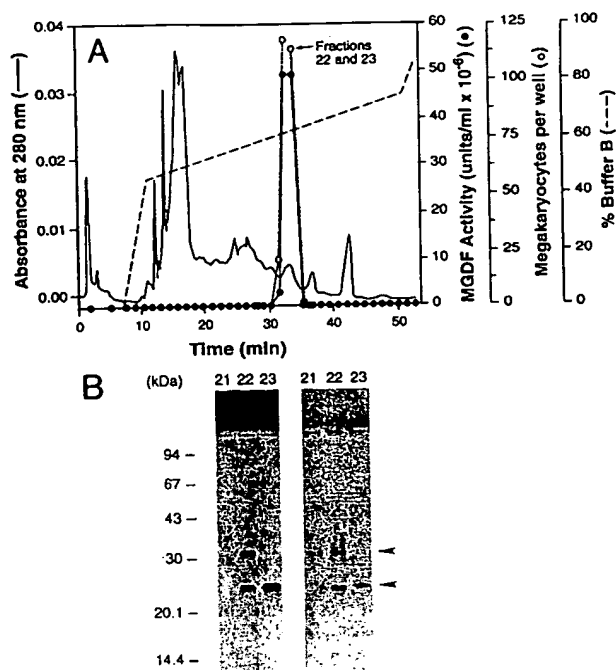 A
Absorbance at 280 nm (—)
0.04
0.03
0.02
0.01
0.00
0 10 20 30 40 50
Time (min)
Fractions
22 and 23
60
50
40
30
20
10
0
MGDF Activity (units/ml x 10⁻⁶) (●)
125
100
75
50
25
0
Megakaryocytes per well (o)
100
80
60
40
20
0
% Buffer B (---)
B
(kDa) 21 22 23 21 22 23
94 –
67 –
43 –
30 –
20.1 –
14.4 –